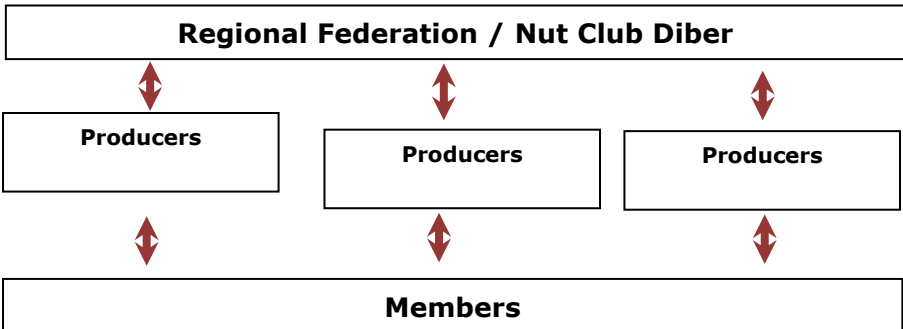 Regional Federation / Nut Club Diber
Producers
Producers
Producers
Members